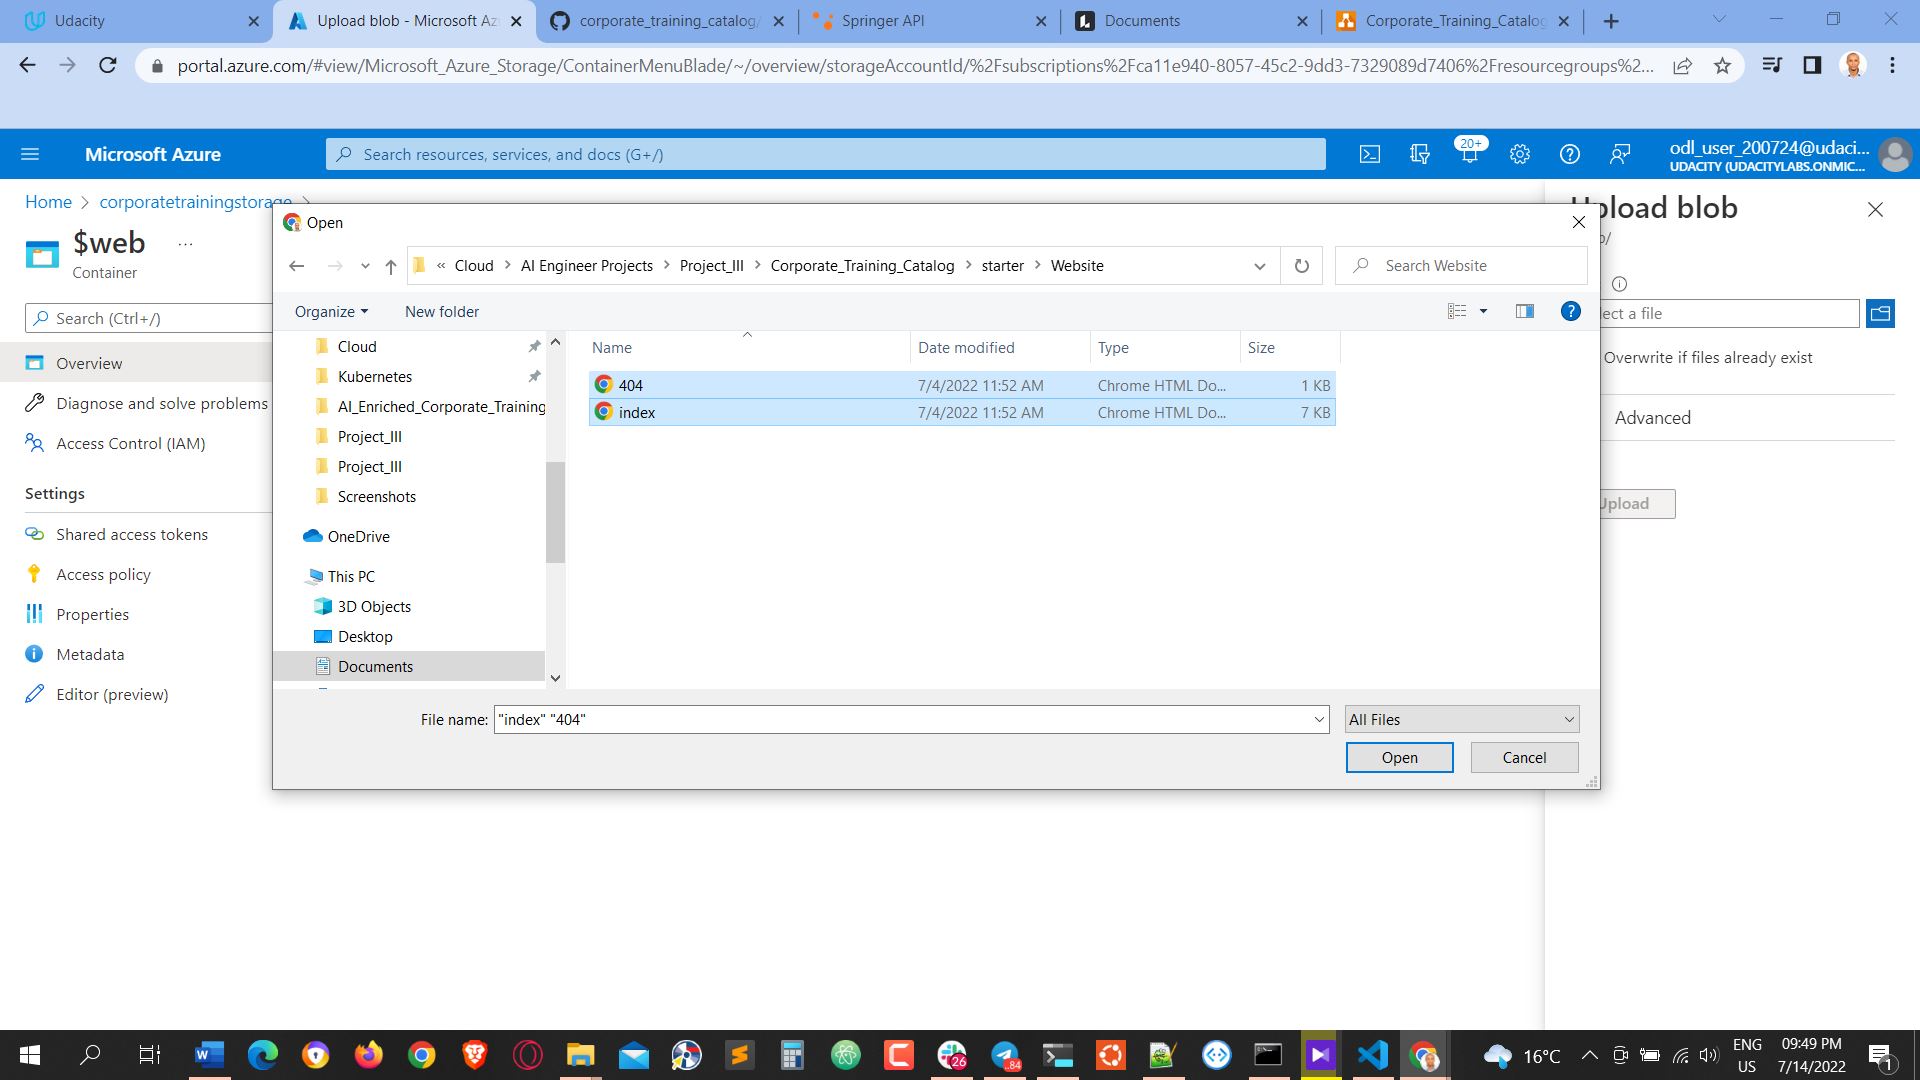 Udacity
Upload blob - Microsoft Az
corporate_training_catalog/
Springer API
Documents
Corporate_Training_Catalog
portal.azure.com/#view/Microsoft_Azure_Storage/ContainerMenuBlade/~/overview/storageAccountId/%2Fsubscriptions%2Fca11e940-8057-45c2-9dd3-7329089d7406%2Fresourcegroups%2...
Microsoft Azure
Search resources, services, and docs (G+/)
20+
odl_user_200724@udaci...
UDACITY (UDACITYLABS.ONMIC...
Home > corporatetrainingstorage >
$web
...
Container
Search (Ctrl+/)
Overview
Diagnose and solve problems
Access Control (IAM)
Settings
Shared access tokens
Access policy
Properties
Metadata
Editor (preview)
Open
« Cloud > AI Engineer Projects > Project_III > Corporate_Training_Catalog > starter > Website
Search Website
Organize
New folder
Cloud
Kubernetes
AI_Enriched_Corporate_Training
Project_III
Project_III
Screenshots
OneDrive
This PC
3D Objects
Desktop
Documents
Name Date modified Type Size
404 7/4/2022 11:52 AM Chrome HTML Do... 1 KB
index 7/4/2022 11:52 AM Chrome HTML Do... 7 KB
File name: "index" "404"
All Files
Open
Cancel
pload blob
b/
ect a file
Overwrite if files already exist
Advanced
Upload
26
84
16°C
ENG
US
09:49 PM
7/14/2022
1